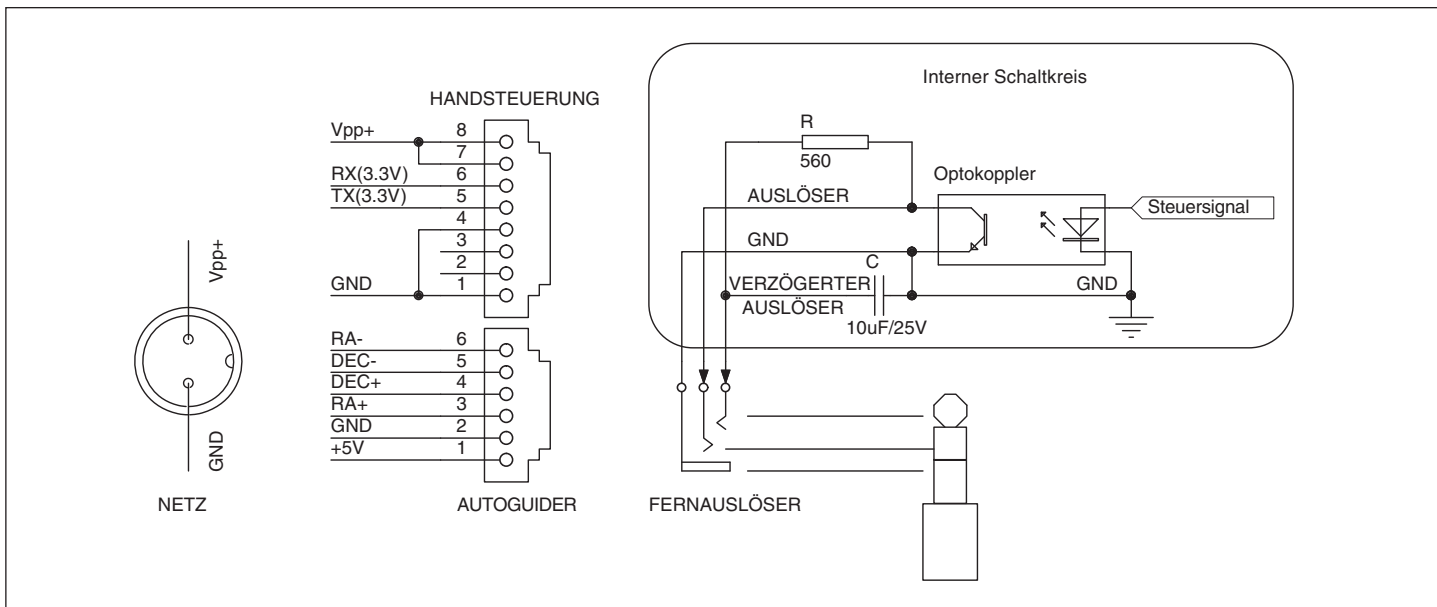 Vpp+
GND
NETZ
HANDSTEUERUNG
Vpp+ 8
7
RX(3.3V) 6
TX(3.3V) 5
4
3
2
GND 1
RA- 6
DEC- 5
DEC+ 4
RA+ 3
GND 2
+5V 1
AUTOGUIDER
Interner Schaltkreis
R
560
Optokoppler
AUSLÖSER
Steuersignal
GND
C
VERZÖGERTER
AUSLÖSER
10uF/25V
GND
FERNAUSLÖSER